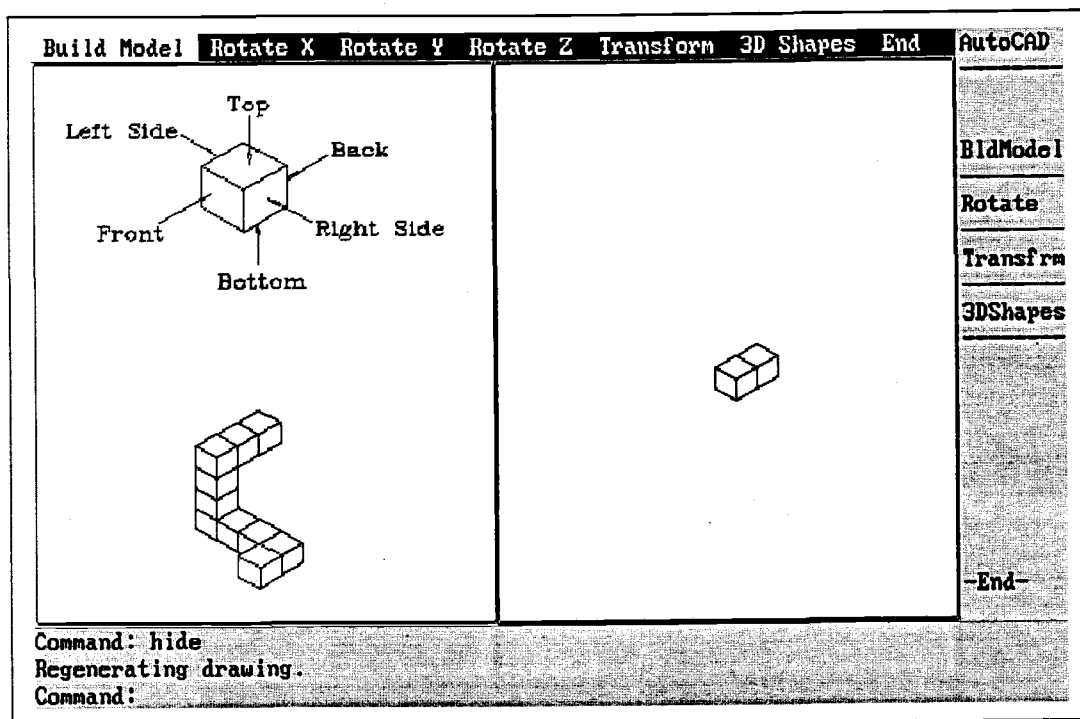 Build Model Rotate X Rotate Y Rotate Z Transform 3D Shapes End AutoCAD
Top
Left Side
Back
Front
Right Side
Bottom
BldModel
Rotate
Transfrm
3DShapes
-End-
Command: hide
Regenerating drawing.
Command: